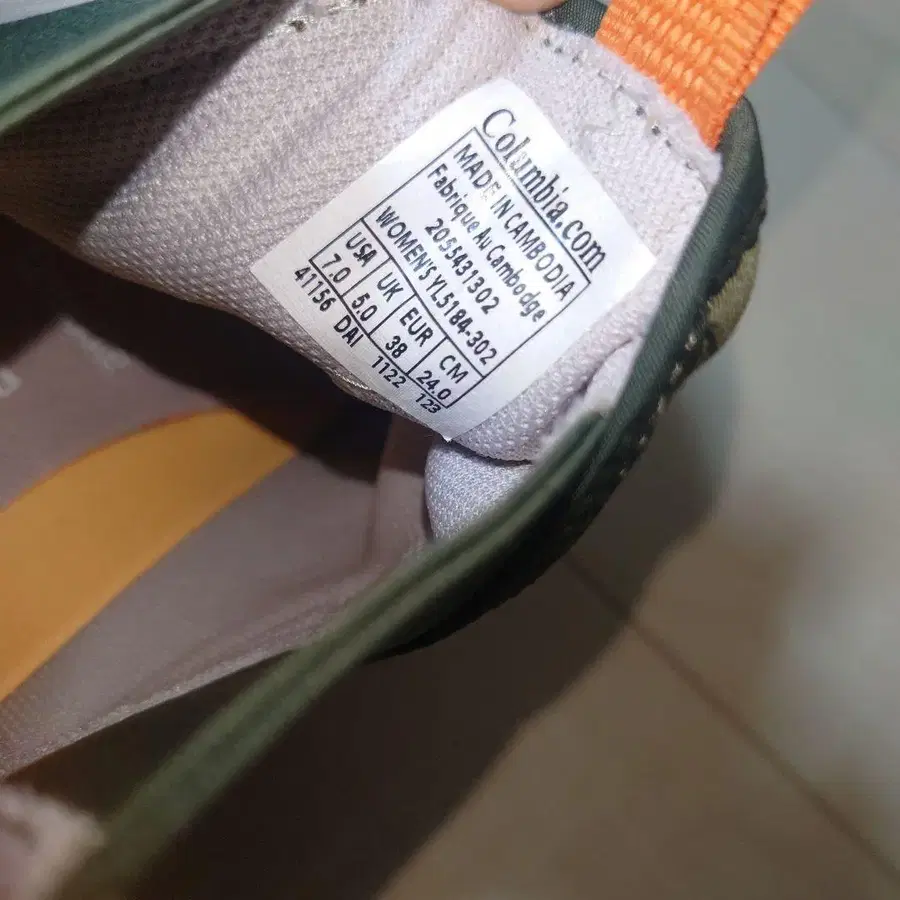 Columbia.com
MADE IN CAMBODIA
Fabrique Au Cambodge
2055431302
WOMEN'S YL5184-302
USA UK EUR CM
7.0 5.0 38 24.0
41156 DAI 1122 123